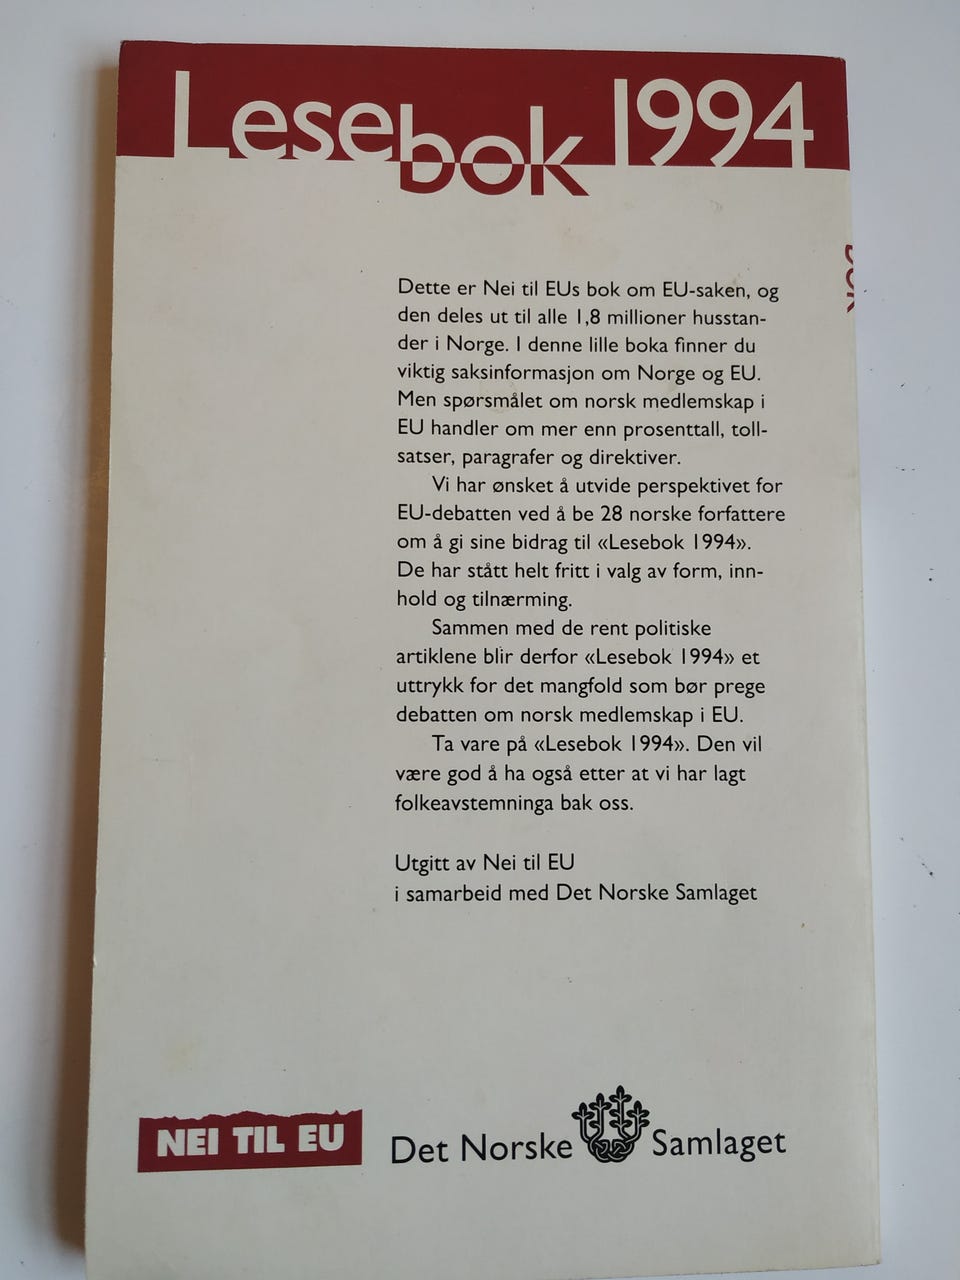 Lesebok 1994
BOK
Dette er Nei til EUs bok om EU-saken, og
den deles ut til alle 1,8 millioner husstan-
der i Norge. I denne lille boka finner du
viktig saksinformasjon om Norge og EU.
Men spørsmålet om norsk medlemskap i
EU handler om mer enn prosenttall, toll-
satser, paragrafer og direktiver.
Vi har ønsket å utvide perspektivet for
EU-debatten ved å be 28 norske forfattere
om å gi sine bidrag til «Lesebok 1994».
De har stått helt fritt i valg av form, inn-
hold og tilnærming.
Sammen med de rent politiske
artiklene blir derfor «Lesebok 1994» et
uttrykk for det mangfold som bør prege
debatten om norsk medlemskap i EU.
Ta vare på «Lesebok 1994». Den vil
være god å ha også etter at vi har lagt
folkeavstemninga bak oss.
Utgitt av Nei til EU
i samarbeid med Det Norske Samlaget
NEI TIL EU
Det Norske Samlaget